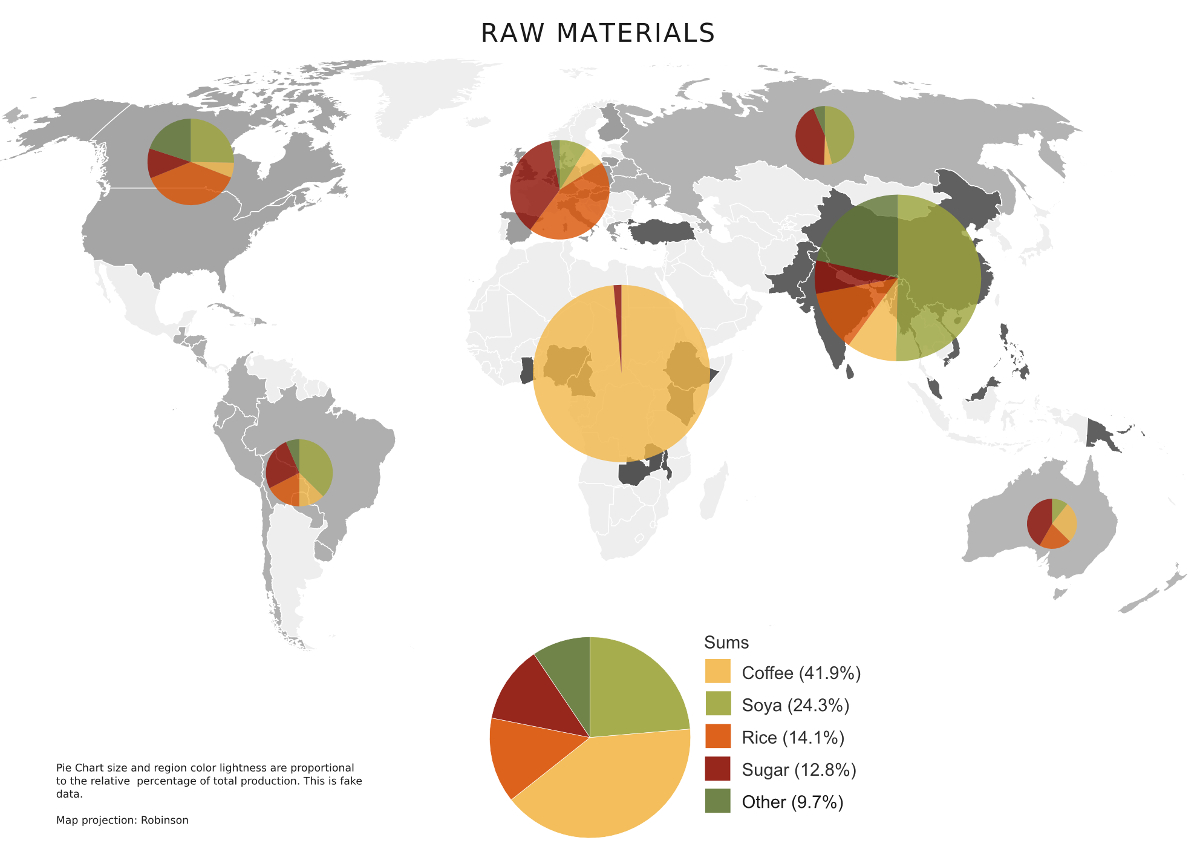 RAW MATERIALS
Sums
Coffee (41.9%)
Soya (24.3%)
Rice (14.1%)
Sugar (12.8%)
Other (9.7%)
Pie Chart size and region color lightness are proportional
to the relative  percentage of total production. This is fake
data.
Map projection: Robinson